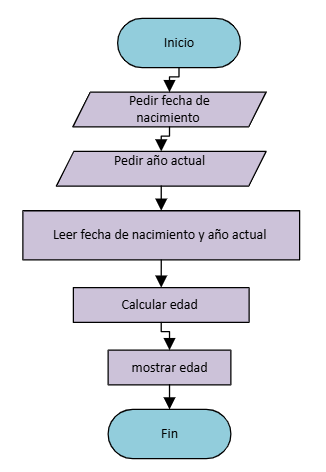 Inicio
Pedir fecha de
nacimiento
Pedir año actual
Leer fecha de nacimiento y año actual
Calcular edad
mostrar edad
Fin